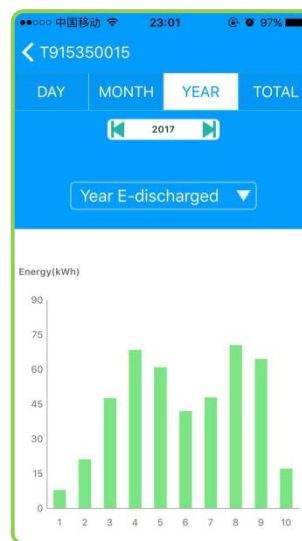 中国移动 23:01 97%
T915350015
DAY MONTH YEAR TOTAL
2017
Year E-discharged
Energy(kWh)
90
75
60
45
30
15
0
1 2 3 4 5 6 7 8 9 10